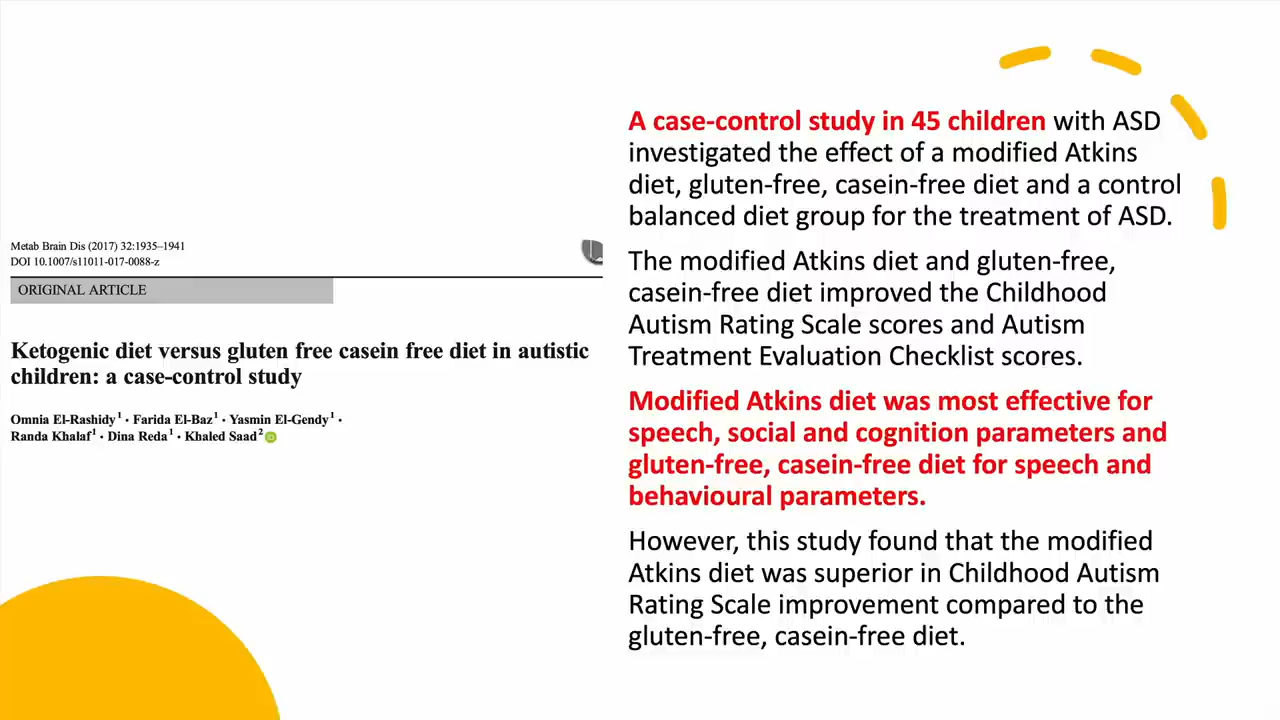 Metab Brain Dis (2017) 32:1935–1941
DOI 10.1007/s11011-017-0088-z
ORIGINAL ARTICLE
Ketogenic diet versus gluten free casein free diet in autistic
children: a case-control study
Omnia El-Rashidy1 · Farida El-Baz1 · Yasmin El-Gendy1 ·
Randa Khalaf1 · Dina Reda1 · Khaled Saad2
A case-control study in 45 children with ASD
investigated the effect of a modified Atkins
diet, gluten-free, casein-free diet and a control
balanced diet group for the treatment of ASD.
The modified Atkins diet and gluten-free,
casein-free diet improved the Childhood
Autism Rating Scale scores and Autism
Treatment Evaluation Checklist scores.
Modified Atkins diet was most effective for
speech, social and cognition parameters and
gluten-free, casein-free diet for speech and
behavioural parameters.
However, this study found that the modified
Atkins diet was superior in Childhood Autism
Rating Scale improvement compared to the
gluten-free, casein-free diet.